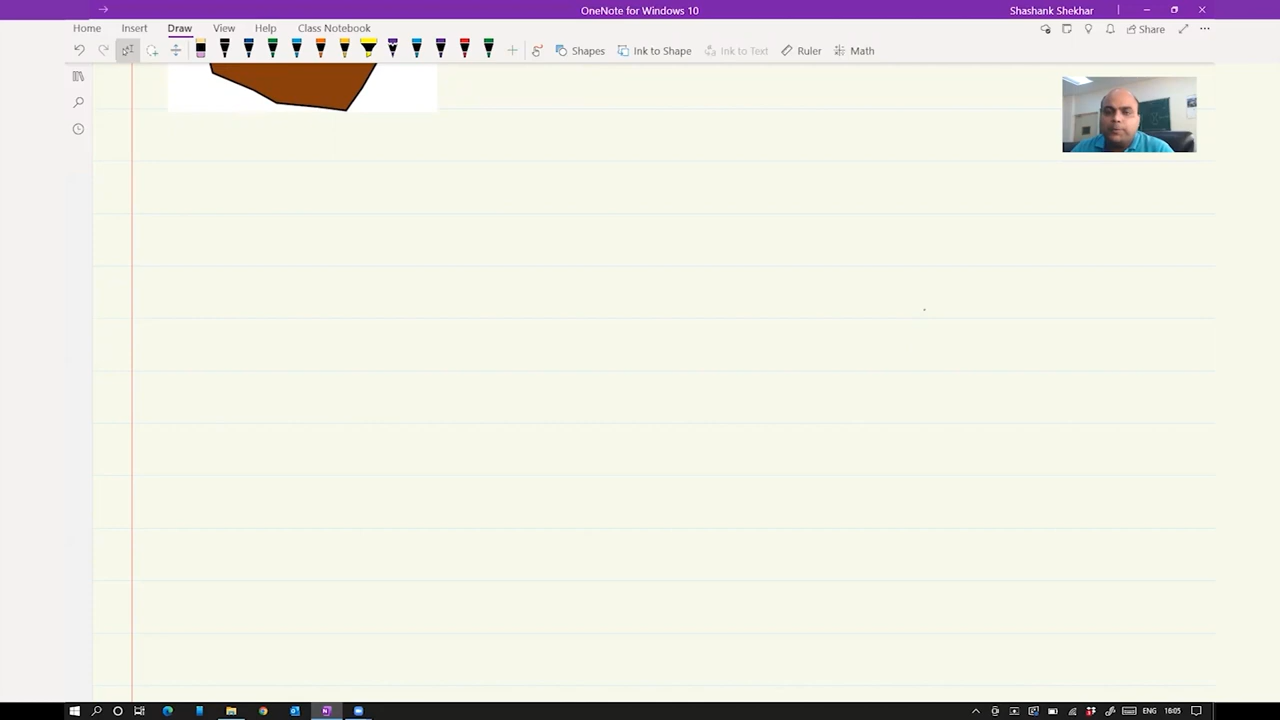 OneNote for Windows 10
Shashank Shekhar
Home Insert Draw View Help Class Notebook
Share
Shapes Ink to Shape Ink to Text Ruler Math
ENG 16:05